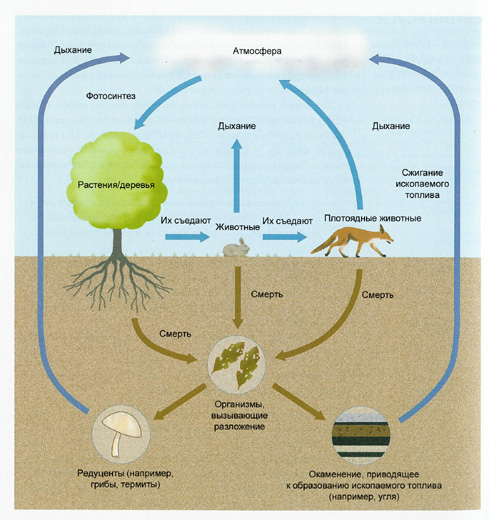 Дыхание
Атмосфера
Фотосинтез
Дыхание
Дыхание
Сжигание
ископаемого
топлива
Растения/деревья
Их съедают
Животные
Их съедают
Плотоядные животные
Смерть
Смерть
Смерть
Организмы,
вызывающие
разложение
Редуценты (например,
грибы, термиты)
Окаменение, приводящее
к образованию ископаемого топлива
(например, угля)